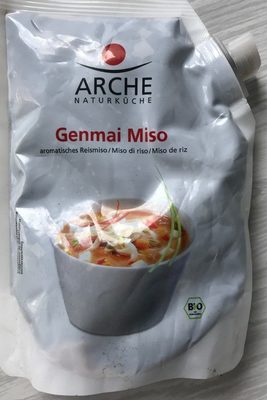 ARCHE
NATURKÜCHE
Genmai Miso
aromatisches Reismiso/Miso di riso/Miso de riz
BIO